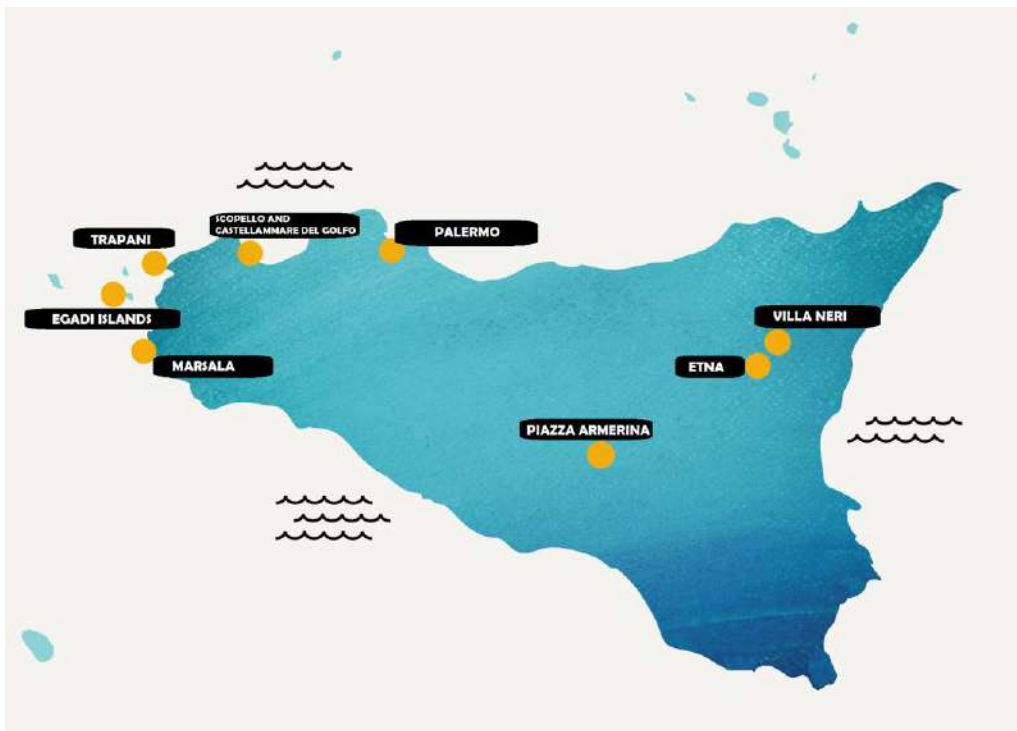 SCOPELLO AND
CASTELLAMMARE DEL GOLFO
TRAPANI
PALERMO
EGADI ISLANDS
VILLA NERI
MARSALA
ETNA
PIAZZA ARMERINA